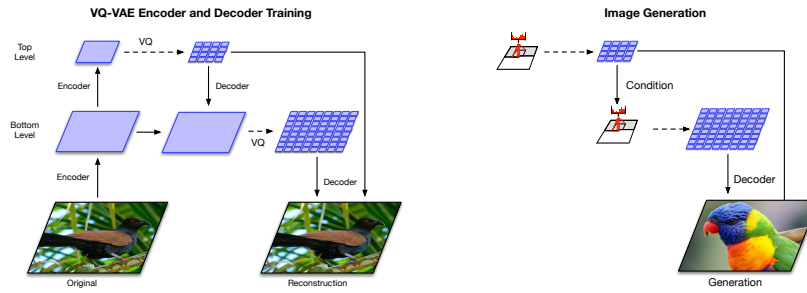 VQ-VAE Encoder and Decoder Training
Image Generation
Top
Level
VQ
Encoder
Decoder
Condition
Bottom
Level
VQ
Encoder
Decoder
Decoder
Original
Reconstruction
Generation